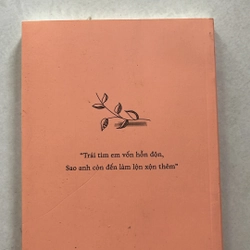 "Trái tim em vốn hỗn độn,
Sao anh còn đến làm lộn xộn thêm"